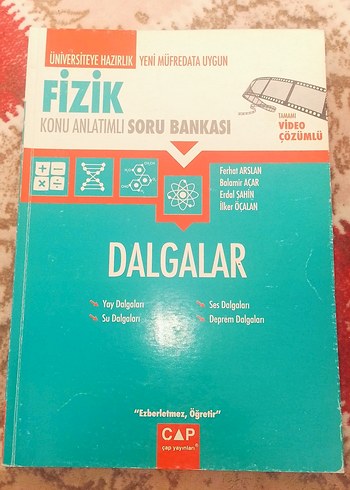 ÜNİVERSİTEYE HAZIRLIK YENİ MÜFREDATA UYGUN
FİZİK
KONU ANLATIMLI SORU BANKASI
TAMAMI
VİDEO
ÇÖZÜMLÜ
Ferhat ARSLAN
Balamir AÇAR
Erdal ŞAHİN
İlker ÖÇALAN
DALGALAR
Yay Dalgaları
Su Dalgaları
Ses Dalgaları
Deprem Dalgaları
"Ezberletmez, Öğretir"
ÇAP
çap yayınları